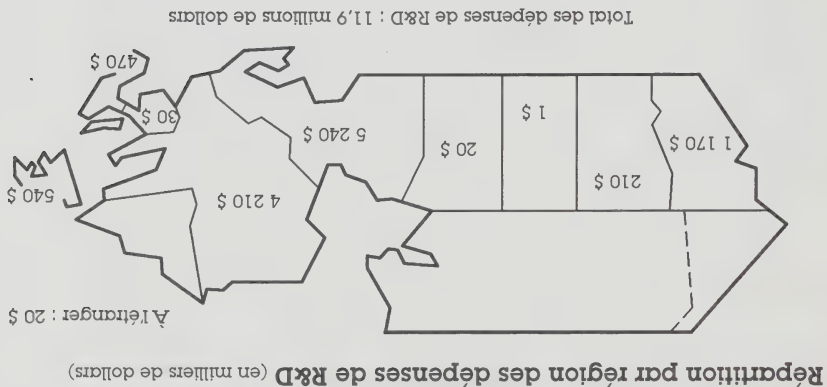 Répartition par région des dépenses de R&D (en milliers de dollars)
À l'étranger : 20 $
1 170 $
210 $
1 $
20 $
5 240 $
4 210 $
30 $
470 $
540 $
Total des dépenses de R&D : 11,9 millions de dollars